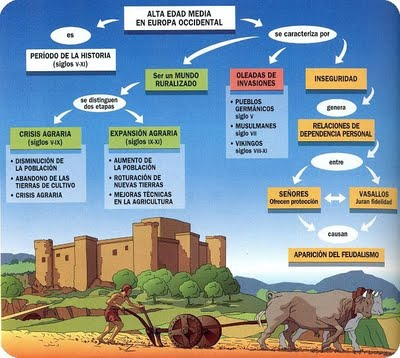 ALTA EDAD MEDIA
EN EUROPA OCCIDENTAL
es
se caracteriza por
PERÍODO DE LA HISTORIA
(siglos V-XI)
Ser un MUNDO
RURALIZADO
OLEADAS DE
INVASIONES
INSEGURIDAD
• PUEBLOS
GERMÁNICOS
siglo V
• MUSULMANES
siglo VII
• VIKINGOS
siglos VIII-XI
se distinguen
dos etapas
genera
RELACIONES DE
DEPENDENCIA PERSONAL
CRISIS AGRARIA
(siglos V-IX)
• DISMINUCIÓN DE
LA POBLACIÓN
• ABANDONO DE LAS
TIERRAS DE CULTIVO
• CRISIS AGRARIA
EXPANSIÓN AGRARIA
(siglos IX-XI)
• AUMENTO DE
LA POBLACIÓN
• ROTURACIÓN DE
NUEVAS TIERRAS
• MEJORAS TÉCNICAS
EN LA AGRICULTURA
entre
SEÑORES
Ofrecen protección
VASALLOS
Juran fidelidad
causan
APARICIÓN DEL FEUDALISMO